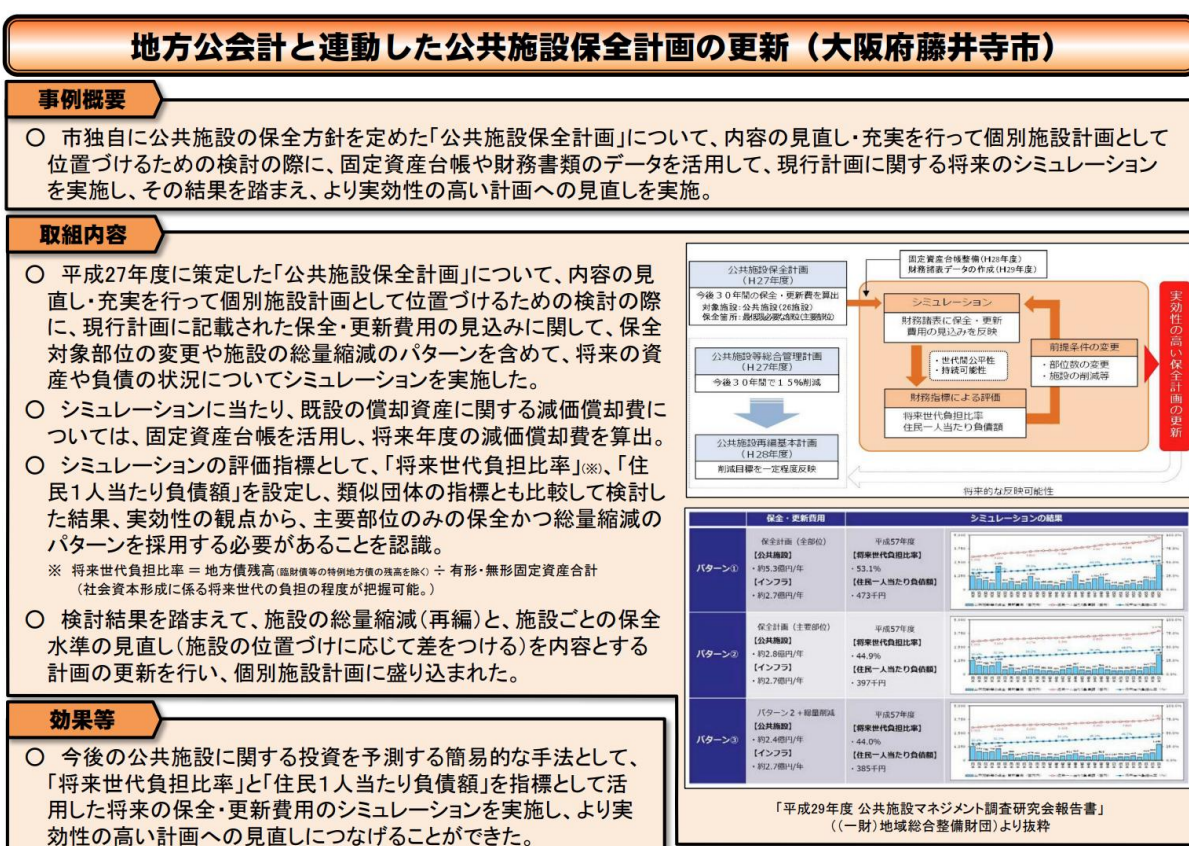 地方公会計と連動した公共施設保全計画の更新（大阪府藤井寺市）
事例概要
○ 市独自に公共施設の保全方針を定めた「公共施設保全計画」について、内容の見直し・充実を行って個別施設計画として
位置づけるための検討の際に、固定資産台帳や財務書類のデータを活用して、現行計画に関する将来のシミュレーション
を実施し、その結果を踏まえ、より実効性の高い計画への見直しを実施。
取組内容
○ 平成27年度に策定した「公共施設保全計画」について、内容の見
直し・充実を行って個別施設計画として位置づけるための検討の際
に、現行計画に記載された保全・更新費用の見込みに関して、保全
対象部位の変更や施設の総量縮減のパターンを含めて、将来の資
産や負債の状況についてシミュレーションを実施した。
○ シミュレーションに当たり、既設の償却資産に関する減価償却費に
ついては、固定資産台帳を活用し、将来年度の減価償却費を算出。
○ シミュレーションの評価指標として、「将来世代負担比率」(※)、「住
民1人当たり負債額」を設定し、類似団体の指標とも比較して検討し
た結果、実効性の観点から、主要部位のみの保全かつ総量縮減の
パターンを採用する必要があることを認識。
※ 将来世代負担比率 ＝ 地方債残高(臨財債等の特例地方債の残高を除く) ÷ 有形・無形固定資産合計
（社会資本形成に係る将来世代の負担の程度が把握可能。）
○ 検討結果を踏まえて、施設の総量縮減（再編）と、施設ごとの保全
水準の見直し（施設の位置づけに応じて差をつける）を内容とする
計画の更新を行い、個別施設計画に盛り込まれた。
効果等
○ 今後の公共施設に関する投資を予測する簡易的な手法として、
「将来世代負担比率」と「住民1人当たり負債額」を指標として活
用した将来の保全・更新費用のシミュレーションを実施し、より実
効性の高い計画への見直しにつなげることができた。
公共施設保全計画
（H27年度）
今後３０年間の保全・更新費を算出
対象施設：公共施設（26施設）
保全箇所：最低限必要な部位（主要部位）
公共施設等総合管理計画
（H27年度）
今後３０年間で１５％削減
公共施設再編基本計画
（H28年度）
削減目標を一定程度反映
固定資産台帳整備（H28年度）
財務諸表データの作成（H29年度）
シミュレーション
財務諸表に保全・更新
費用の見込みを反映
・世代間公平性
・持続可能性
財務指標による評価
将来世代負担比率
住民一人当たり負債額
前提条件の変更
・部位数の変更
・施設の削減等
実効性の高い保全計画の更新
将来的な反映可能性
保全・更新費用
シミュレーションの結果
パターン①
保全計画（全部位）
【公共施設】
・約5.3億円/年
【インフラ】
・約2.7億円/年
平成57年度
【将来世代負担比率】
・53.1%
【住民一人当たり負債額】
・473千円
パターン②
保全計画（主要部位）
【公共施設】
・約2.8億円/年
【インフラ】
・約2.7億円/年
平成57年度
【将来世代負担比率】
・44.9%
【住民一人当たり負債額】
・397千円
パターン③
パターン２＋総量削減
【公共施設】
・約2.4億円/年
【インフラ】
・約2.7億円/年
平成57年度
【将来世代負担比率】
・44.0%
【住民一人当たり負債額】
・385千円
「平成29年度 公共施設マネジメント調査研究会報告書」
（（一財）地域総合整備財団）より抜粋